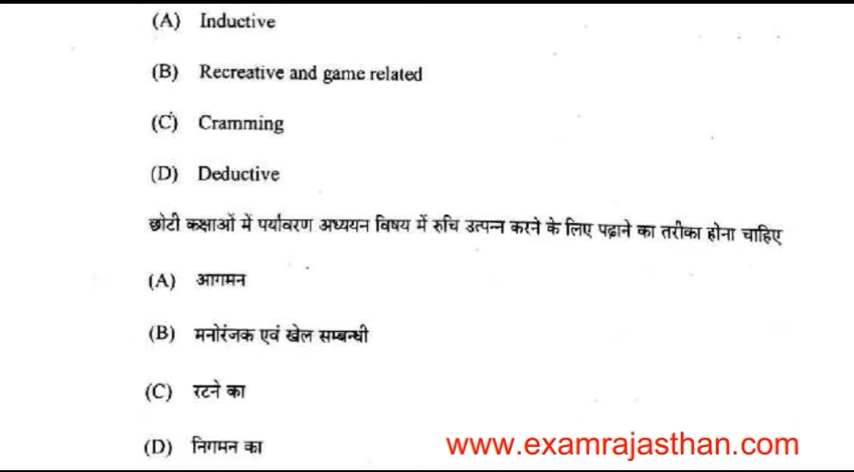 (A) Inductive
(B) Recreative and game related
(C) Cramming
(D) Deductive
छोटी कक्षाओं में पर्यावरण अध्ययन विषय में रुचि उत्पन्न करने के लिए पढ़ाने का तरीका होना चाहिए
(A) आगमन
(B) मनोरंजक एवं खेल सम्बन्धी
(C) रटने का
(D) निगमन का
www.examrajasthan.com